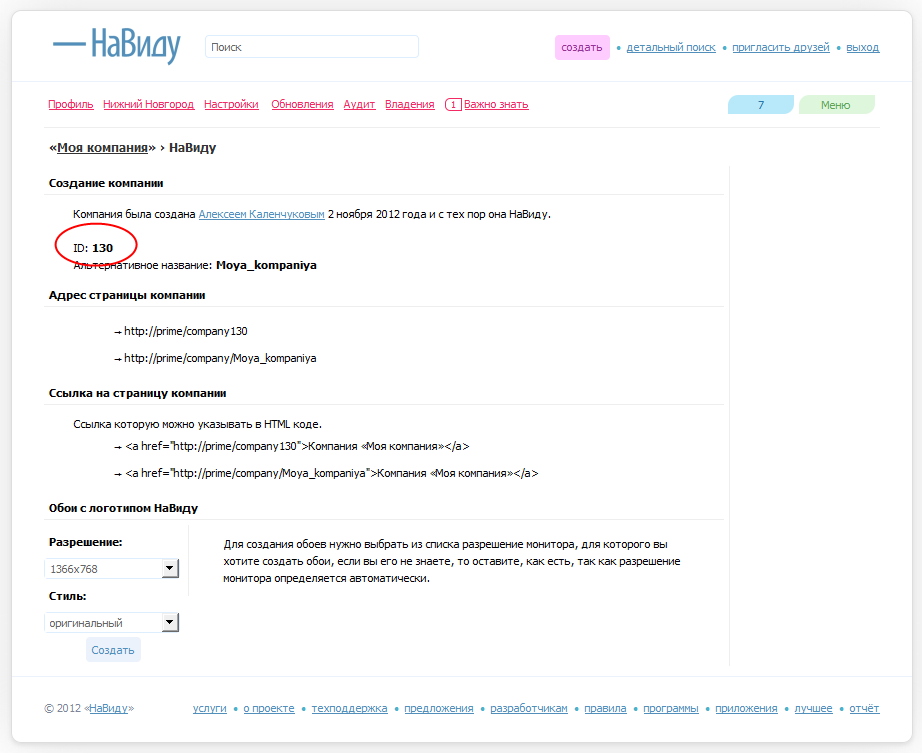 НаВиду
Поиск
создать • детальный поиск • пригласить друзей • выход
Профиль Нижний Новгород Настройки Обновления Аудит Владения 1 Важно знать 7 Меню
«Моя компания» › НаВиду
Создание компании
Компания была создана Алексеем Каленчуковым 2 ноября 2012 года и с тех пор она НаВиду.
ID: 130
Альтернативное название: Moya_kompaniya
Адрес страницы компании
→ http://prime/company130
→ http://prime/company/Moya_kompaniya
Ссылка на страницу компании
Ссылка которую можно указывать в HTML коде.
→ <a href="http://prime/company130">Компания «Моя компания»</a>
→ <a href="http://prime/company/Moya_kompaniya">Компания «Моя компания»</a>
Обои с логотипом НаВиду
Разрешение:
1366x768
Стиль:
оригинальный
Создать
Для создания обоев нужно выбрать из списка разрешение монитора, для которого вы
хотите создать обои, если вы его не знаете, то оставите, как есть, так как разрешение
монитора определяется автоматически.
© 2012 «НаВиду» услуги • о проекте • техподдержка • предложения • разработчикам • правила • программы • приложения • лучшее • отчёт